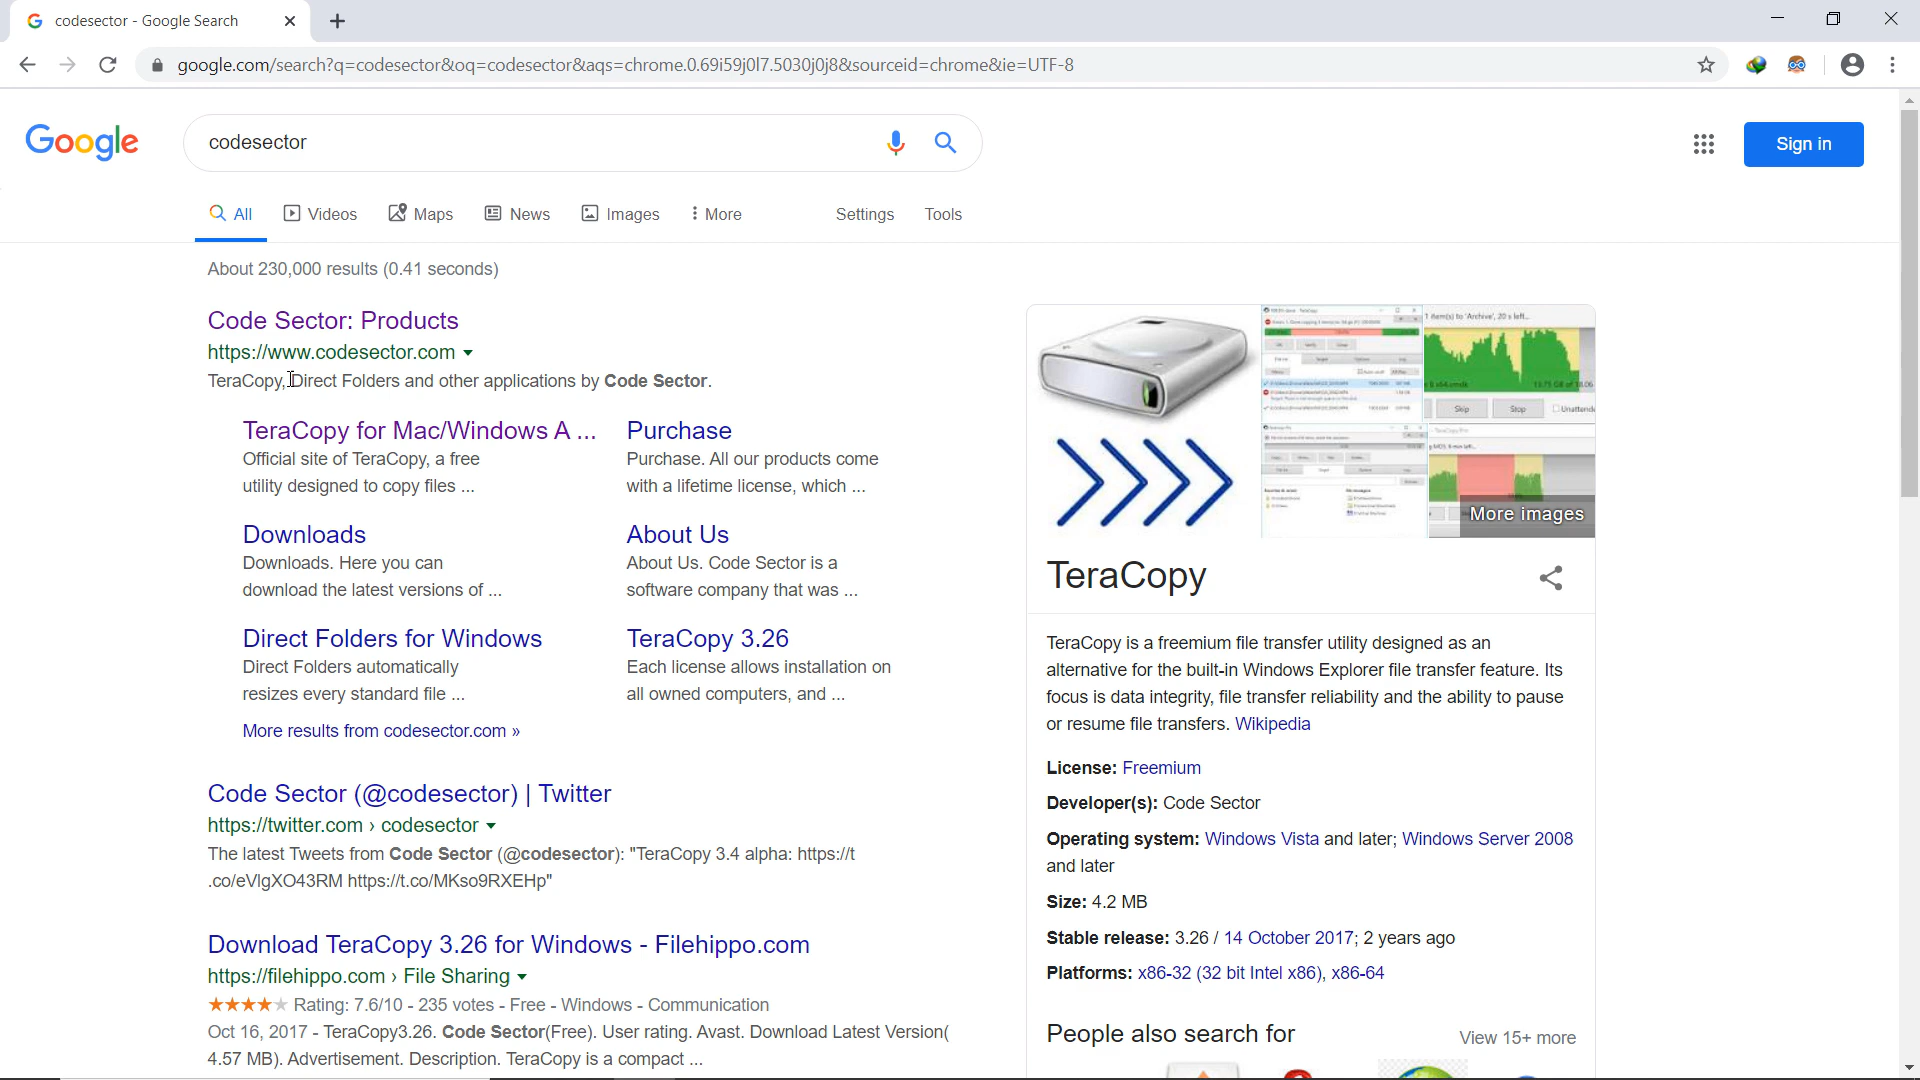 codesector - Google Search
google.com/search?q=codesector&oq=codesector&aqs=chrome.0.69i59j0l7.5030j0j8&sourceid=chrome&ie=UTF-8
Google
codesector
Sign in
All Videos Maps News Images More Settings Tools
About 230,000 results (0.41 seconds)
Code Sector: Products
https://www.codesector.com
TeraCopy, Direct Folders and other applications by Code Sector.
TeraCopy for Mac/Windows A ...
Official site of TeraCopy, a free
utility designed to copy files ...
Purchase
Purchase. All our products come
with a lifetime license, which ...
Downloads
Downloads. Here you can
download the latest versions of ...
About Us
About Us. Code Sector is a
software company that was ...
Direct Folders for Windows
Direct Folders automatically
resizes every standard file ...
TeraCopy 3.26
Each license allows installation on
all owned computers, and ...
More results from codesector.com »
Code Sector (@codesector) | Twitter
https://twitter.com › codesector
The latest Tweets from Code Sector (@codesector): "TeraCopy 3.4 alpha: https://t
.co/eVlgXO43RM https://t.co/MKso9RXEHp"
Download TeraCopy 3.26 for Windows - Filehippo.com
https://filehippo.com › File Sharing
Rating: 7.6/10 - 235 votes - Free - Windows - Communication
Oct 16, 2017 - TeraCopy3.26. Code Sector(Free). User rating. Avast. Download Latest Version(
4.57 MB). Advertisement. Description. TeraCopy is a compact ...
1 item(s) to 'Archive', 20 s left...
Skip Stop
More images
TeraCopy
TeraCopy is a freemium file transfer utility designed as an
alternative for the built-in Windows Explorer file transfer feature. Its
focus is data integrity, file transfer reliability and the ability to pause
or resume file transfers. Wikipedia
License: Freemium
Developer(s): Code Sector
Operating system: Windows Vista and later; Windows Server 2008
and later
Size: 4.2 MB
Stable release: 3.26 / 14 October 2017; 2 years ago
Platforms: x86-32 (32 bit Intel x86), x86-64
People also search for
View 15+ more